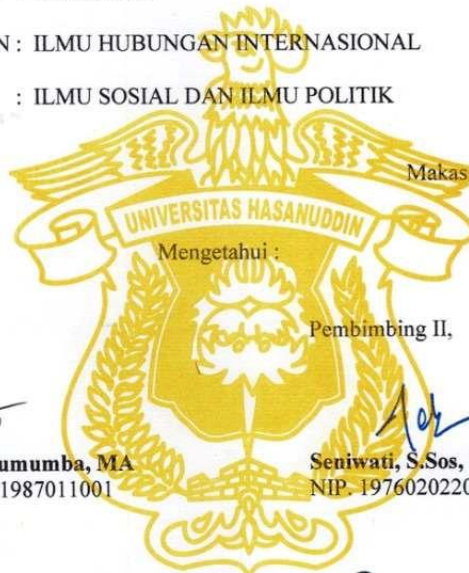 N : ILMU HUBUNGAN INTERNASIONAL
: ILMU SOSIAL DAN ILMU POLITIK
Makas
UNIVERSITAS HASANUDDIN
Mengetahui :
Pembimbing II,
umumba, MA
Seniwati, S.Sos,
1987011001
NIP. 1976020220